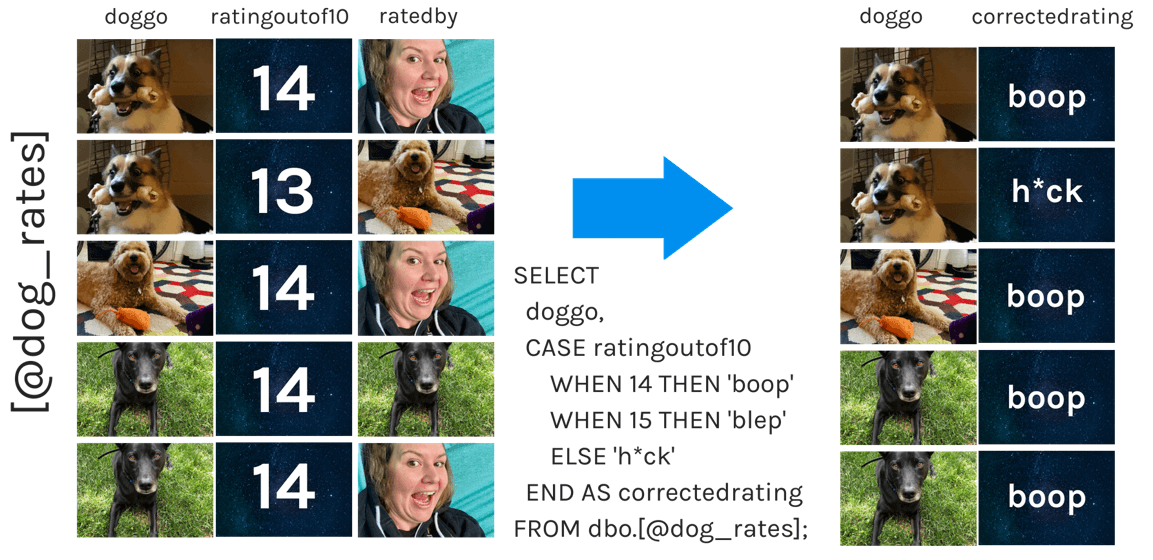 doggo ratingoutof10 ratedby
[@dog_rates]
14
13
14
14
14
SELECT
doggo,
CASE ratingoutof10
WHEN 14 THEN 'boop'
WHEN 15 THEN 'blep'
ELSE 'h*ck'
END AS correctedrating
FROM dbo.[@dog_rates];
doggo correctedrating
boop
h*ck
boop
boop
boop